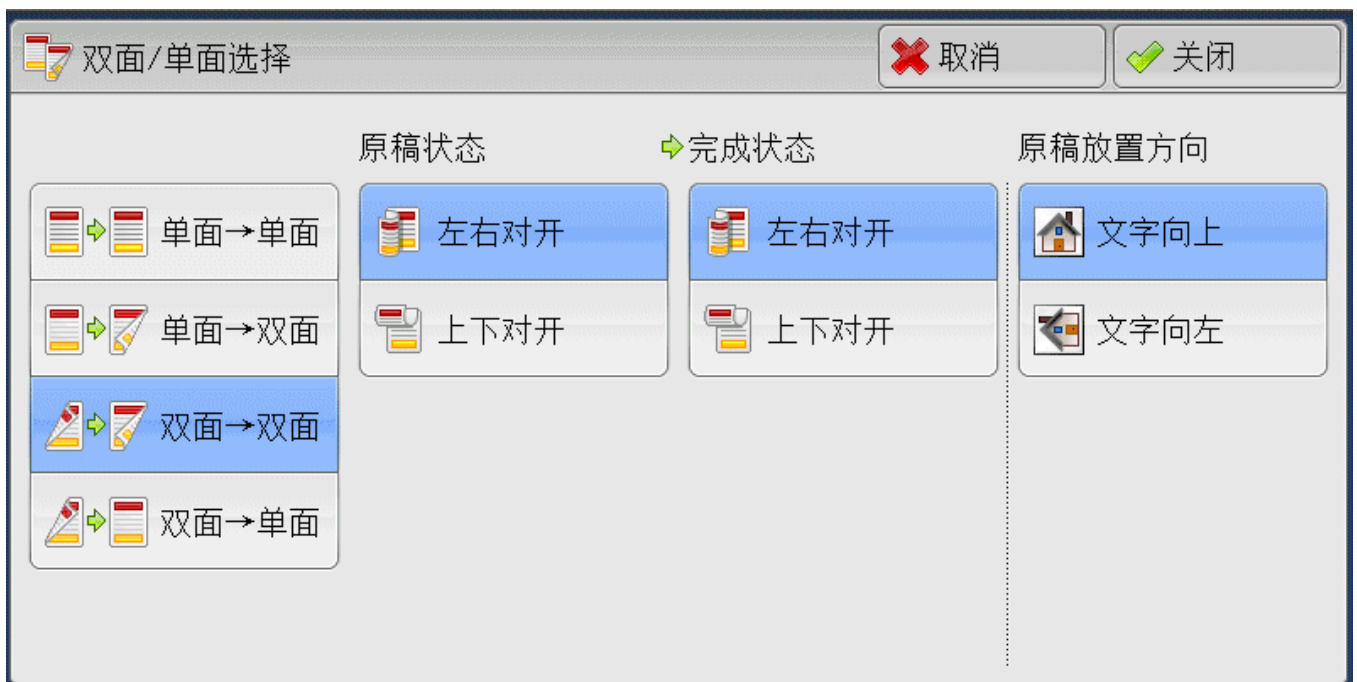 双面/单面选择 取消 关闭
原稿状态 完成状态 原稿放置方向
单面→单面 左右对开 左右对开 文字向上
单面→双面 上下对开 上下对开 文字向左
双面→双面
双面→单面